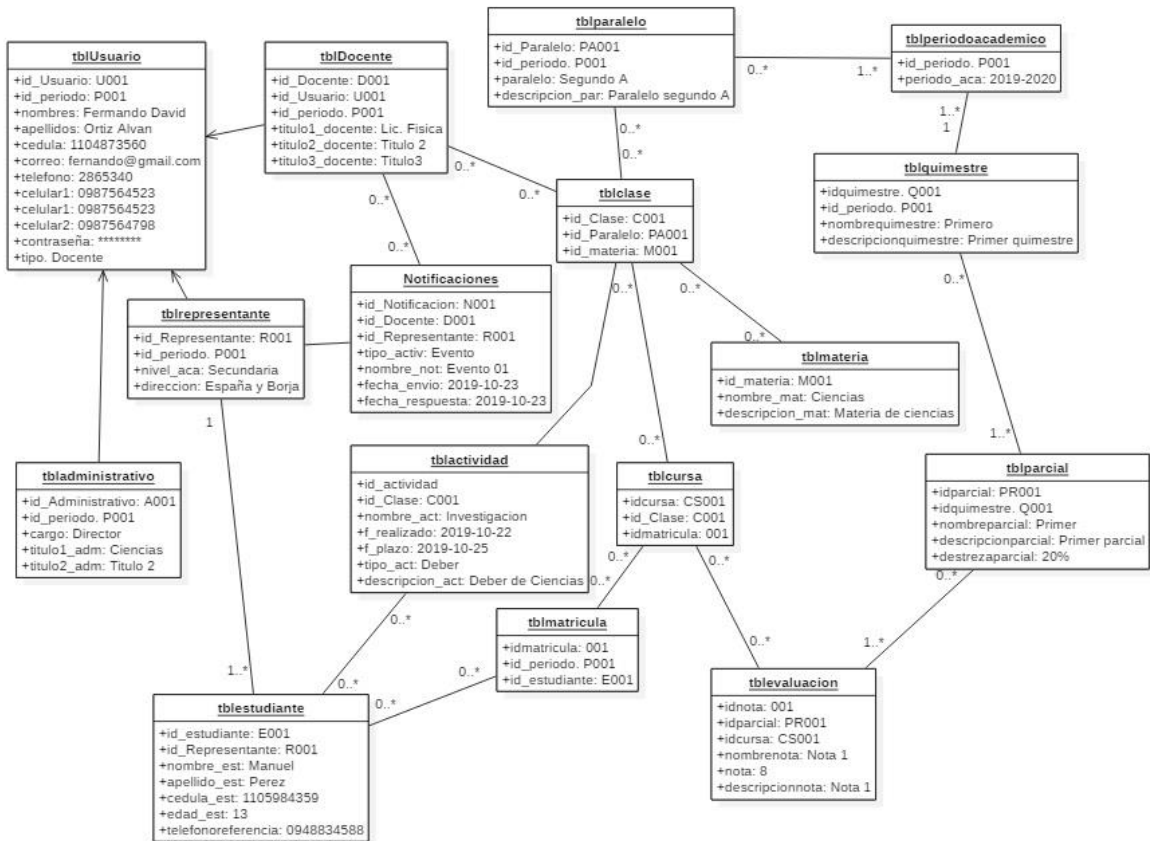 tblUsuario
+id_Usuario: U001
+id_periodo: P001
+nombres: Fermando David
+apellidos: Ortiz Alvan
+cedula: 1104873560
+correo: fernando@gmail.com
+telefono: 2865340
+celular1: 0987564523
+celular1: 0987564523
+celular2: 0987564798
+contraseña: ********
+tipo. Docente
tblDocente
+id_Docente: D001
+id_Usuario: U001
+id_periodo. P001
+titulo1_docente: Lic. Fisica
+titulo2_docente: Titulo 2
+titulo3_docente: Titulo3
0..*
0..*
0..*
0..*
tblparalelo
+id_Paralelo: PA001
+id_periodo. P001
+paralelo: Segundo A
+descripcion_par: Paralelo segundo A
0..*
1..*
0..*
0..*
tblperiodoacademico
+id_periodo. P001
+periodo_aca: 2019-2020
1..*
1
tblquimestre
+idquimestre. Q001
+id_periodo. P001
+nombrequimestre: Primero
+descripcionquimestre: Primer quimestre
0..*
1..*
tblclase
+id_Clase: C001
+id_Paralelo: PA001
+id_materia: M001
0..*
0..*
0..*
0..*
0..*
Notificaciones
+id_Notificacion: N001
+id_Docente: D001
+id_Representante: R001
+tipo_activ: Evento
+nombre_not: Evento 01
+fecha_envio: 2019-10-23
+fecha_respuesta: 2019-10-23
tblrepresentante
+id_Representante: R001
+id_periodo. P001
+nivel_aca: Secundaria
+direccion: España y Borja
1
1..*
tblmateria
+id_materia: M001
+nombre_mat: Ciencias
+descripcion_mat: Materia de ciencias
tbladministrativo
+id_Administrativo: A001
+id_periodo. P001
+cargo: Director
+titulo1_adm: Ciencias
+titulo2_adm: Titulo 2
tblactividad
+id_actividad
+id_Clase: C001
+nombre_act: Investigacion
+f_realizado: 2019-10-22
+f_plazo: 2019-10-25
+tipo_act: Deber
+descripcion_act: Deber de Ciencias
0..*
0..*
tblcursa
+idcursa: CS001
+id_Clase: C001
+idmatricula: 001
0..*
0..*
0..*
0..*
tblparcial
+idparcial: PR001
+idquimestre. Q001
+nombreparcial: Primer
+descripcionparcial: Primer parcial
+destrezaparcial: 20%
0..*
1..*
tblmatricula
+idmatricula: 001
+id_periodo. P001
+id_estudiante: E001
0..*
0..*
tblestudiante
+id_estudiante: E001
+id_Representante: R001
+nombre_est: Manuel
+apellido_est: Perez
+cedula_est: 1105984359
+edad_est: 13
+telefonoreferencia: 0948834588
tblevaluacion
+idnota: 001
+idparcial: PR001
+idcursa: CS001
+nombrenota: Nota 1
+nota: 8
+descripcionnota: Nota 1